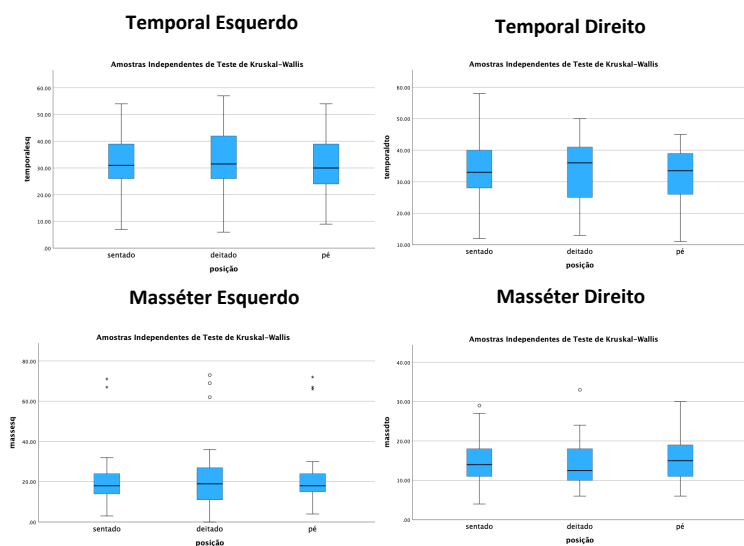 Temporal Esquerdo
Amostras Independentes de Teste de Kruskal-Wallis
temporalesq
60.00
50.00
40.00
30.00
20.00
10.00
.00
sentado deitado pé
posição
Temporal Direito
Amostras Independentes de Teste de Kruskal-Wallis
temporaldto
60.00
50.00
40.00
30.00
20.00
10.00
sentado deitado pé
posição
Masséter Esquerdo
Amostras Independentes de Teste de Kruskal-Wallis
massesq
80.00
60.00
40.00
20.00
.00
sentado deitado pé
posição
Masséter Direito
Amostras Independentes de Teste de Kruskal-Wallis
massdto
40.00
30.00
20.00
10.00
.00
sentado deitado pé
posição